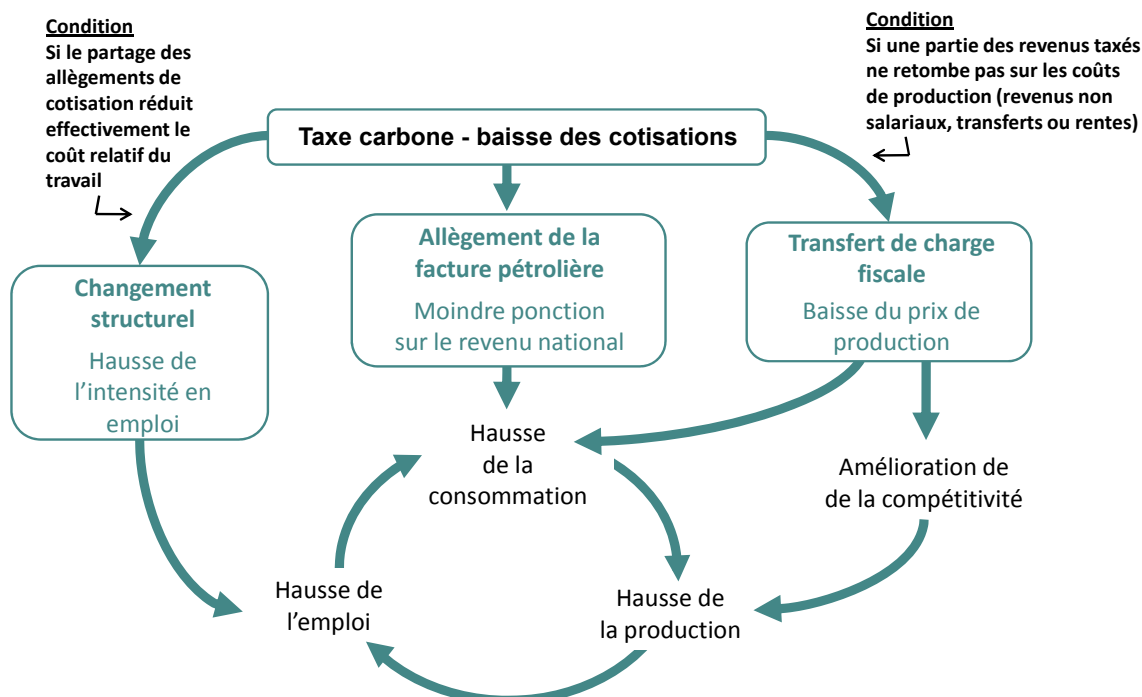 Condition
Si le partage des
allègements de
cotisation réduit
effectivement le
coût relatif du
travail
Condition
Si une partie des revenus taxés
ne retombe pas sur les coûts
de production (revenus non
salariaux, transferts ou rentes)
Taxe carbone - baisse des cotisations
Changement
structurel
Hausse de
l'intensité en
emploi
Allègement de la
facture pétrolière
Moindre ponction
sur le revenu national
Transfert de charge
fiscale
Baisse du prix de
production
Hausse
de la
consommation
Amélioration de
de la compétitivité
Hausse de
l'emploi
Hausse de
la production